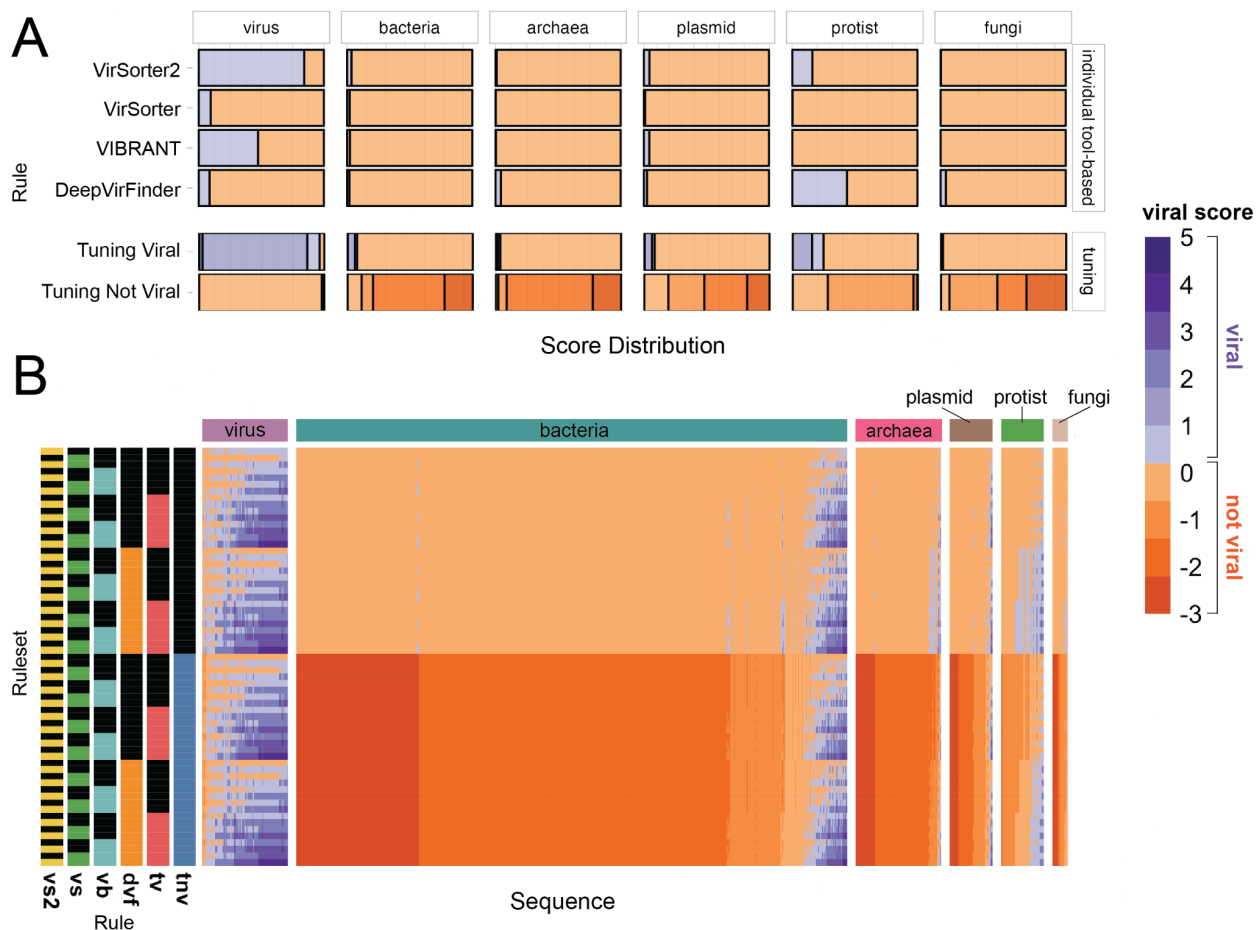 A
virus
bacteria
archaea
plasmid
protist
fungi
Rule
VirSorter2
VirSorter
VIBRANT
DeepVirFinder
individual tool-based
Tuning Viral
Tuning Not Viral
tuning
Score Distribution
viral score
5
4
3
2
1
0
-1
-2
-3
viral
not viral
B
virus
bacteria
archaea
plasmid
protist
fungi
Ruleset
vs2
vs
vb
dvf
tv
tnv
Rule
Sequence